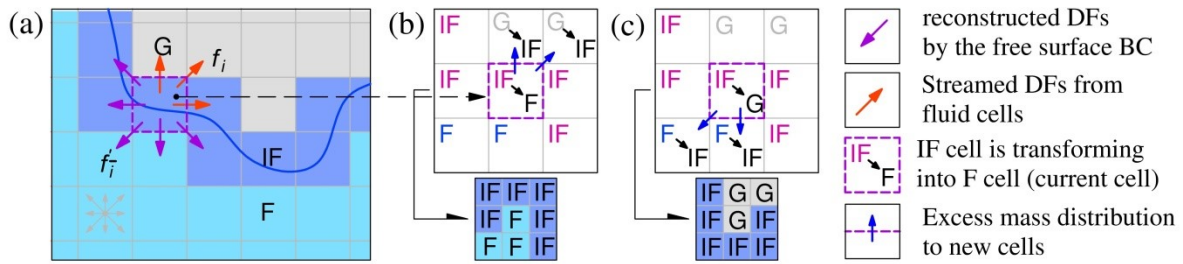 (a)
G
f_i
f'_ī
IF
F
(b)
IF G G
IF IF
IF IF IF
F
F F IF
IF IF IF
IF F IF
F F IF
(c)
IF G G
IF IF IF
G
F F IF
IF IF
IF G G
IF G IF
IF IF IF
reconstructed DFs
by the free surface BC
Streamed DFs from
fluid cells
IF
F
IF cell is transforming
into F cell (current cell)
Excess mass distribution
to new cells